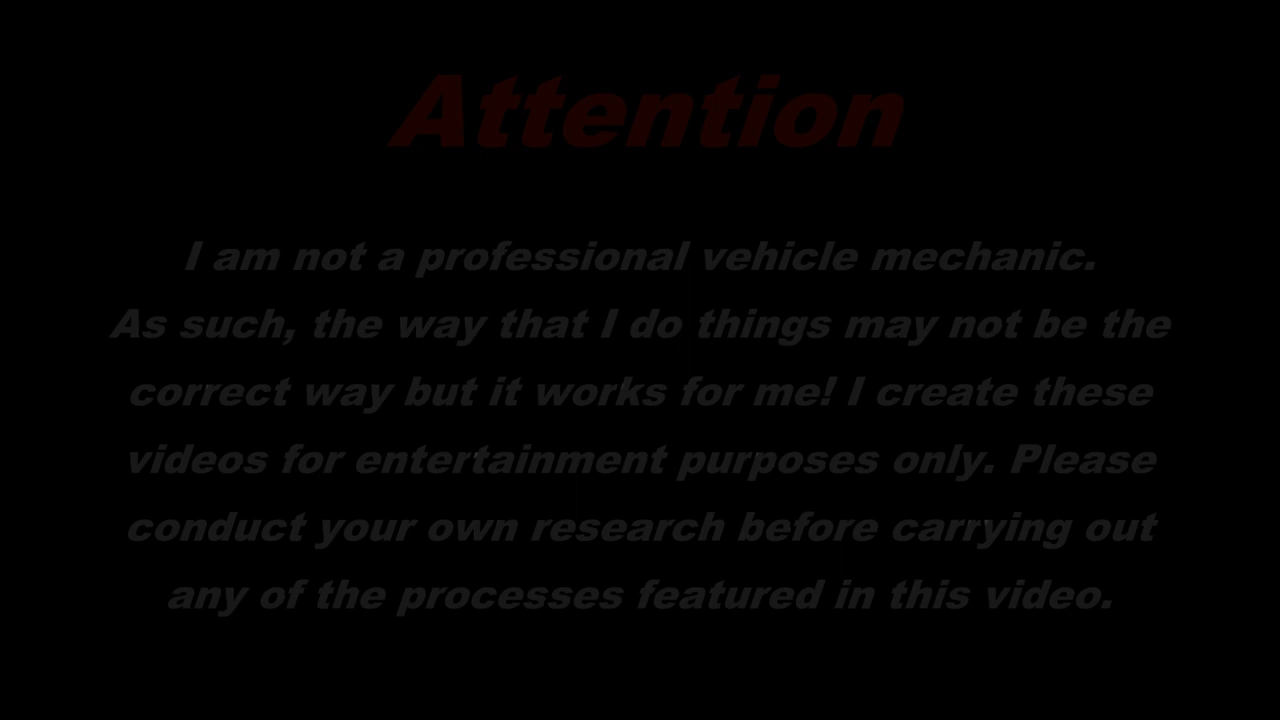 Attention
I am not a professional vehicle mechanic.
As such, the way that I do things may not be the
correct way but it works for me! I create these
videos for entertainment purposes only. Please
conduct your own research before carrying out
any of the processes featured in this video.